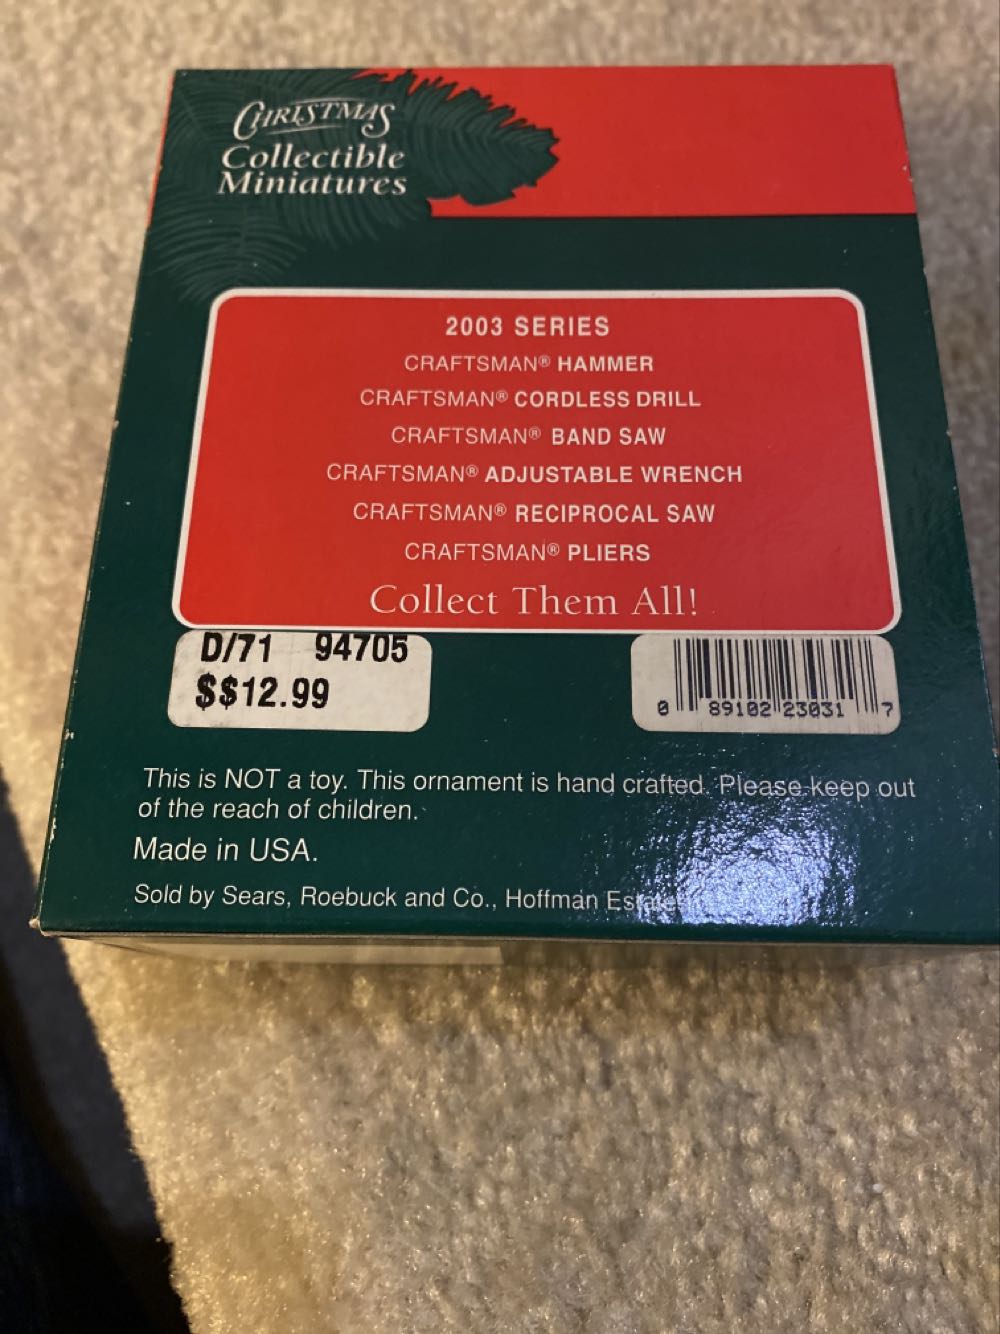 CHRISTMAS
Collectible
Miniatures
2003 SERIES
CRAFTSMAN® HAMMER
CRAFTSMAN® CORDLESS DRILL
CRAFTSMAN® BAND SAW
CRAFTSMAN® ADJUSTABLE WRENCH
CRAFTSMAN® RECIPROCAL SAW
CRAFTSMAN® PLIERS
Collect Them All!
D/71 94705
$$12.99
0 89102 23031 7
This is NOT a toy. This ornament is hand crafted. Please keep out
of the reach of children.
Made in USA.
Sold by Sears, Roebuck and Co., Hoffman Estates